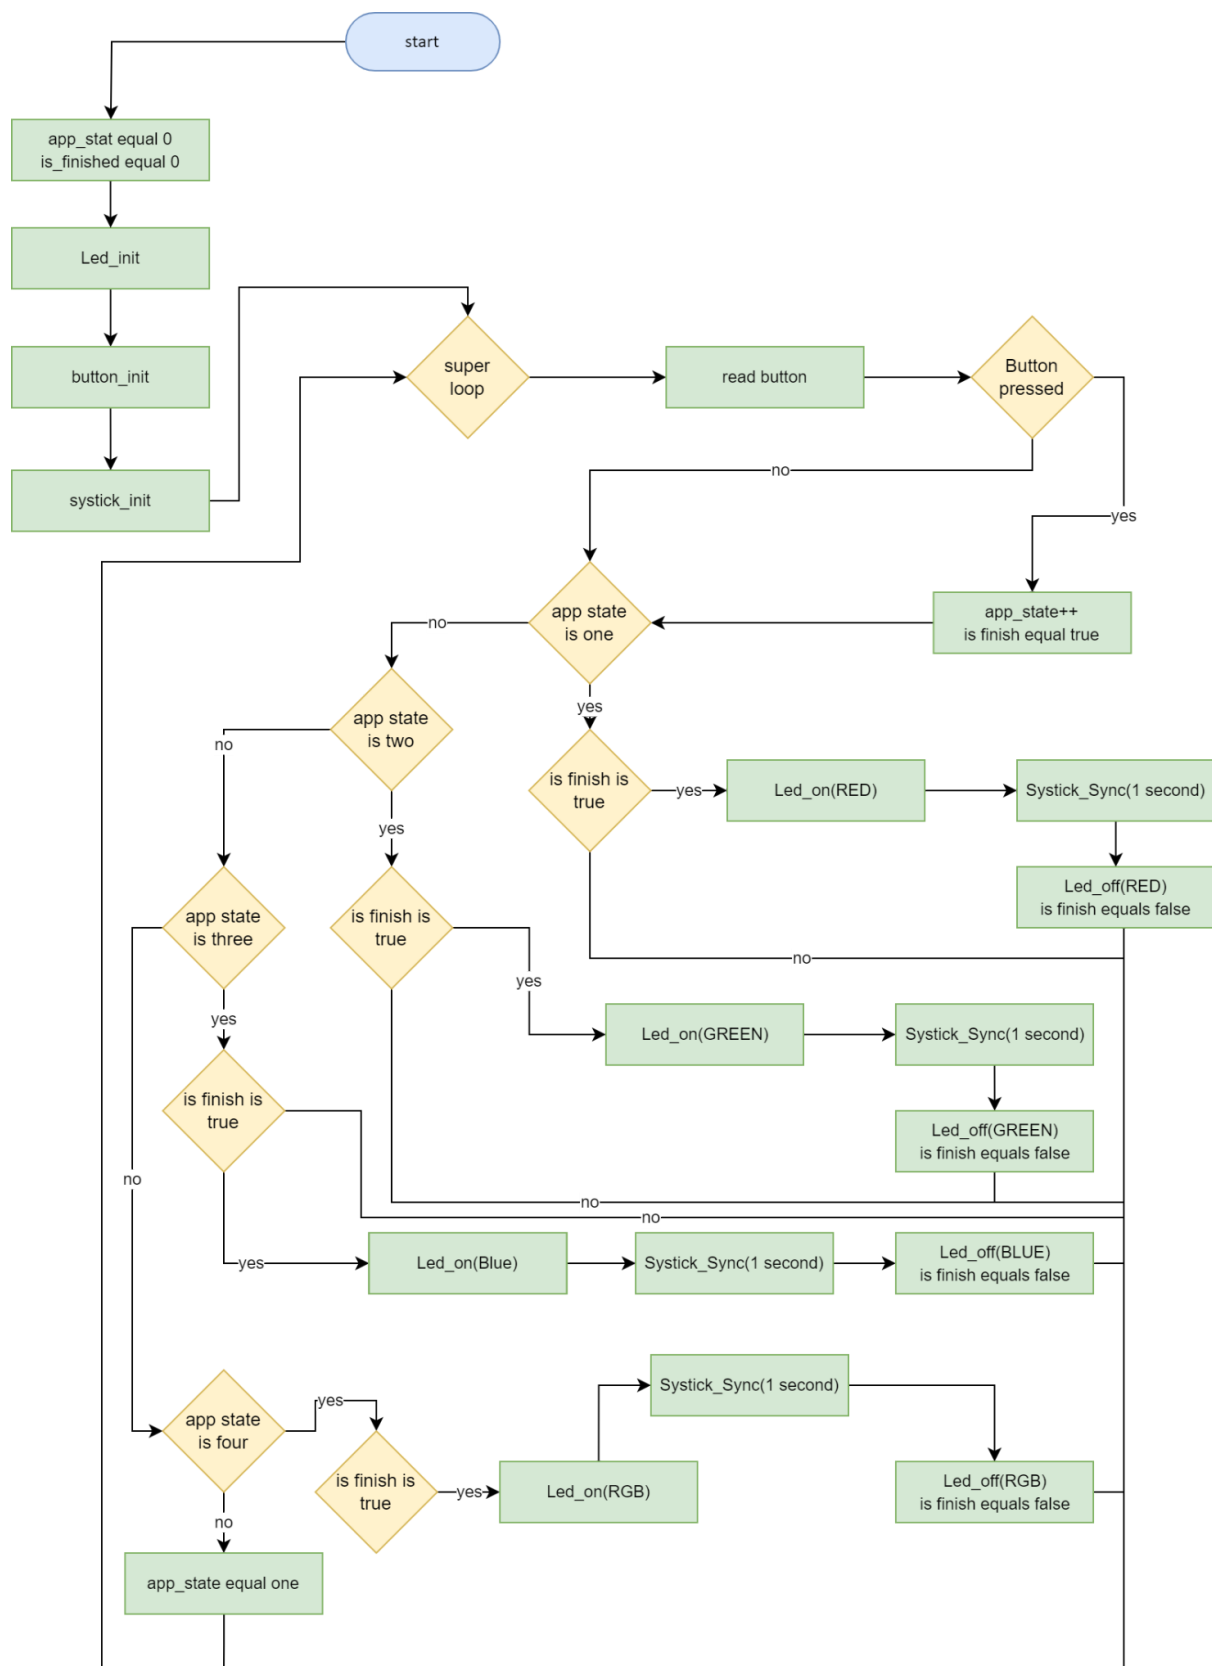 start
app_stat equal 0
is_finished equal 0
Led_init
button_init
systick_init
super
loop
read button
Button
pressed
no
yes
app_state++
is finish equal true
app state
is one
no
yes
app state
is two
no
yes
is finish is
true
yes
Led_on(RED)
Systick_Sync(1 second)
Led_off(RED)
is finish equals false
no
app state
is three
is finish is
true
yes
no
yes
Led_on(GREEN)
Systick_Sync(1 second)
Led_off(GREEN)
is finish equals false
no
is finish is
true
no
yes
Led_on(Blue)
Systick_Sync(1 second)
Led_off(BLUE)
is finish equals false
app state
is four
yes
is finish is
true
yes
Led_on(RGB)
Systick_Sync(1 second)
Led_off(RGB)
is finish equals false
no
app_state equal one